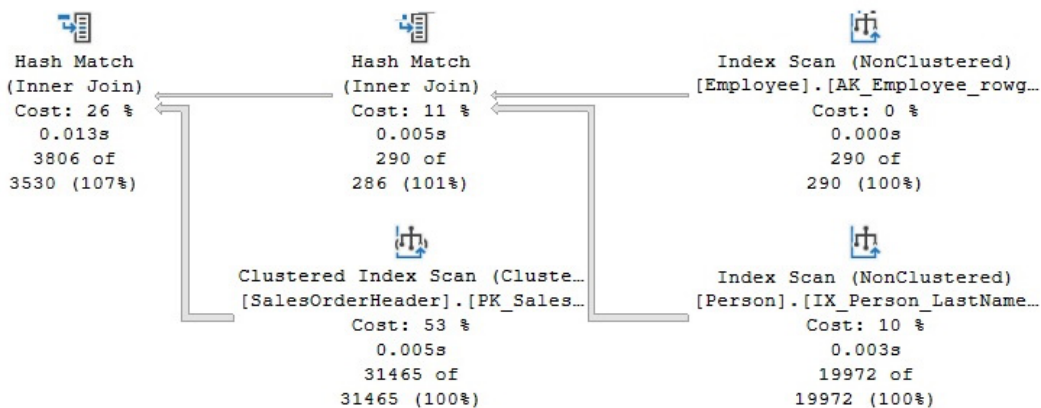 Hash Match
(Inner Join)
Cost: 26 %
0.013s
3806 of
3530 (107%)
Hash Match
(Inner Join)
Cost: 11 %
0.005s
290 of
286 (101%)
Index Scan (NonClustered)
[Employee].[AK_Employee_rowg…
Cost: 0 %
0.000s
290 of
290 (100%)
Clustered Index Scan (Cluste…
[SalesOrderHeader].[PK_Sales…
Cost: 53 %
0.005s
31465 of
31465 (100%)
Index Scan (NonClustered)
[Person].[IX_Person_LastName…
Cost: 10 %
0.003s
19972 of
19972 (100%)